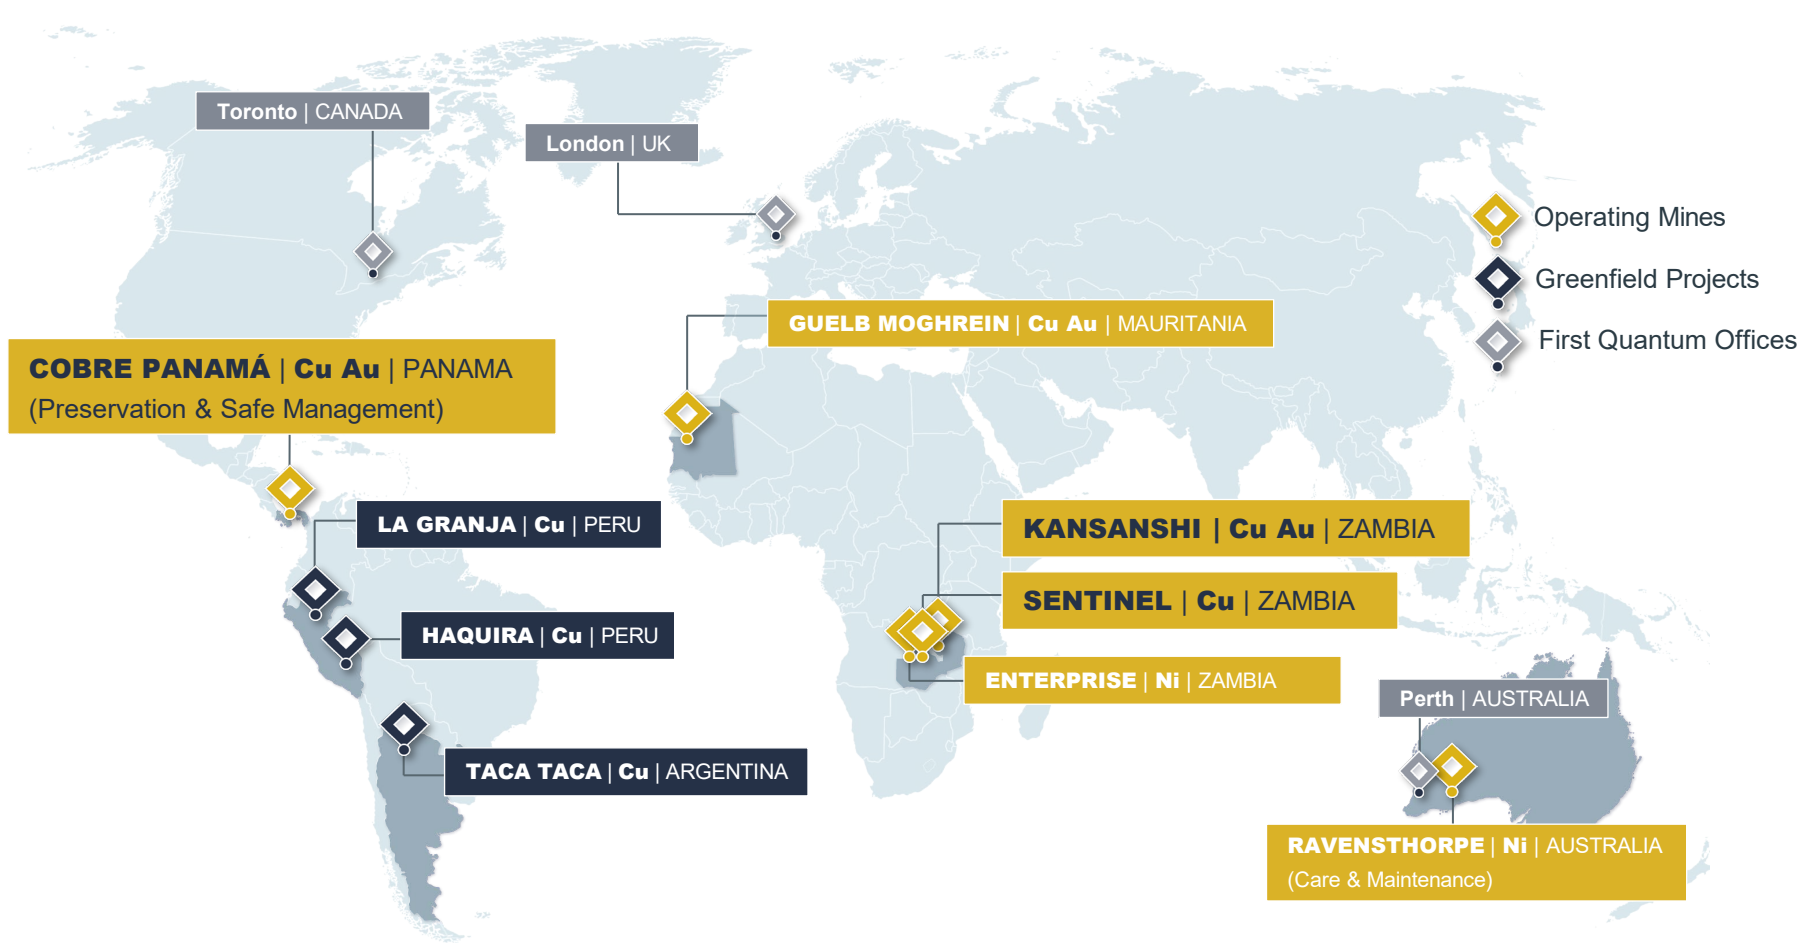 Toronto | CANADA
London | UK
Operating Mines
Greenfield Projects
First Quantum Offices
GUELB MOGHREIN | Cu Au | MAURITANIA
COBRE PANAMÁ | Cu Au | PANAMA
(Preservation & Safe Management)
LA GRANJA | Cu | PERU
KANSANSHI | Cu Au | ZAMBIA
SENTINEL | Cu | ZAMBIA
HAQUIRA | Cu | PERU
ENTERPRISE | Ni | ZAMBIA
Perth | AUSTRALIA
TACA TACA | Cu | ARGENTINA
RAVENSTHORPE | Ni | AUSTRALIA
(Care & Maintenance)